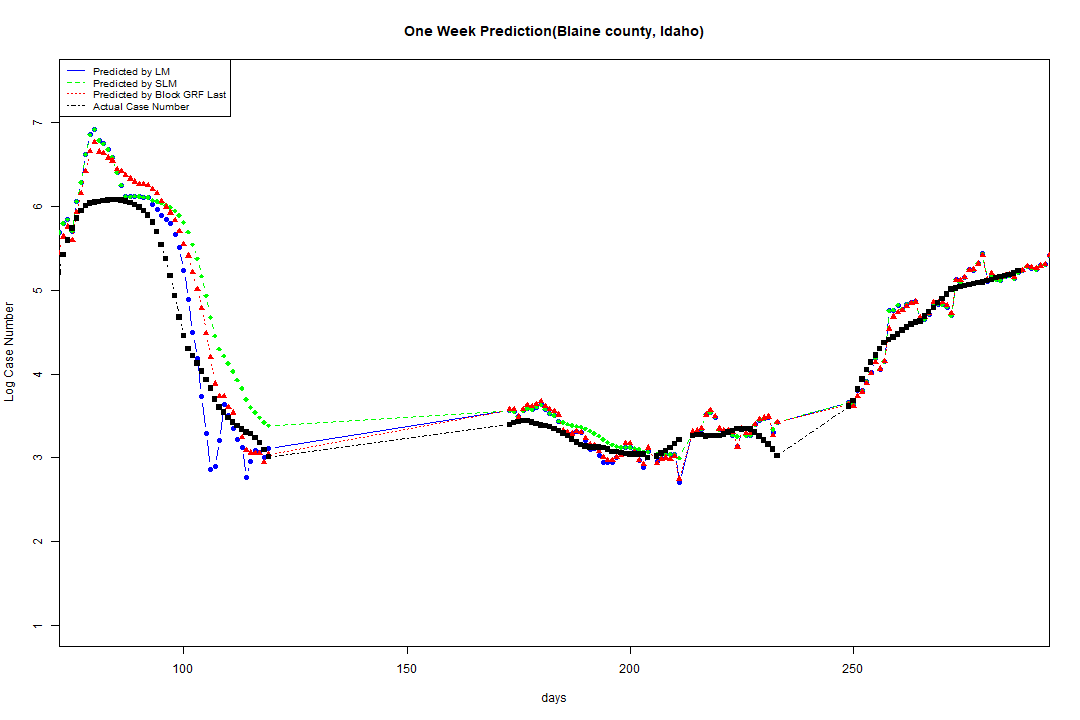 One Week Prediction(Blaine county, Idaho)
Predicted by LM
Predicted by SLM
Predicted by Block GRF Last
Actual Case Number
7
6
5
4
3
2
1
Log Case Number
100 150 200 250
days